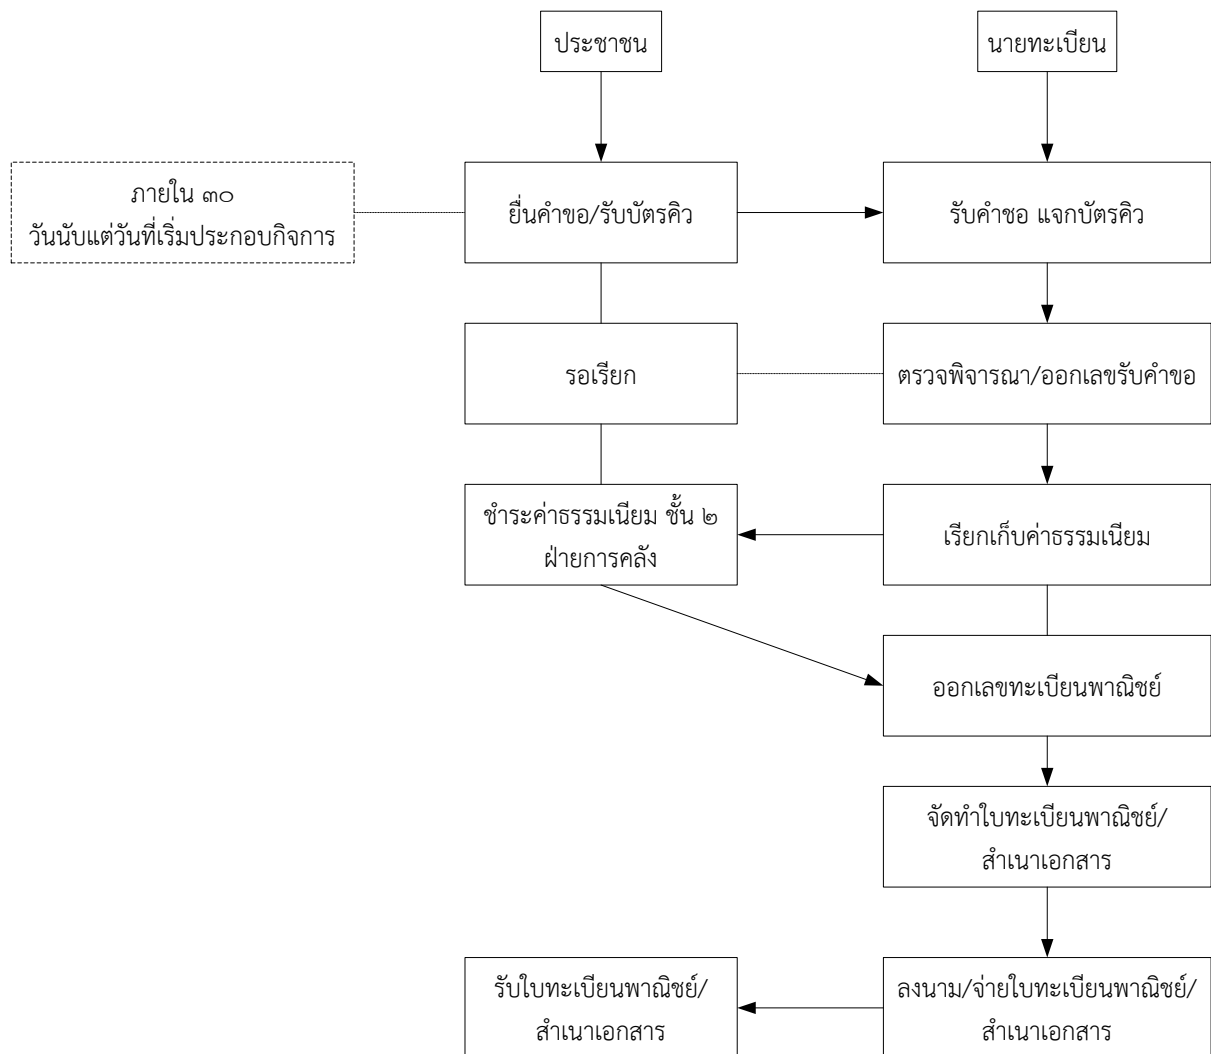 ประชาชน
นายทะเบียน
ภายใน ๓๐
วันนับแต่วันที่เริ่มประกอบกิจการ
ยื่นคำขอ/รับบัตรคิว
รับคำชอ แจกบัตรคิว
รอเรียก
ตรวจพิจารณา/ออกเลขรับคำขอ
ชำระค่าธรรมเนียม ชั้น ๒
ฝ่ายการคลัง
เรียกเก็บค่าธรรมเนียม
ออกเลขทะเบียนพาณิชย์
จัดทำใบทะเบียนพาณิชย์/
สำเนาเอกสาร
รับใบทะเบียนพาณิชย์/
สำเนาเอกสาร
ลงนาม/จ่ายใบทะเบียนพาณิชย์/
สำเนาเอกสาร